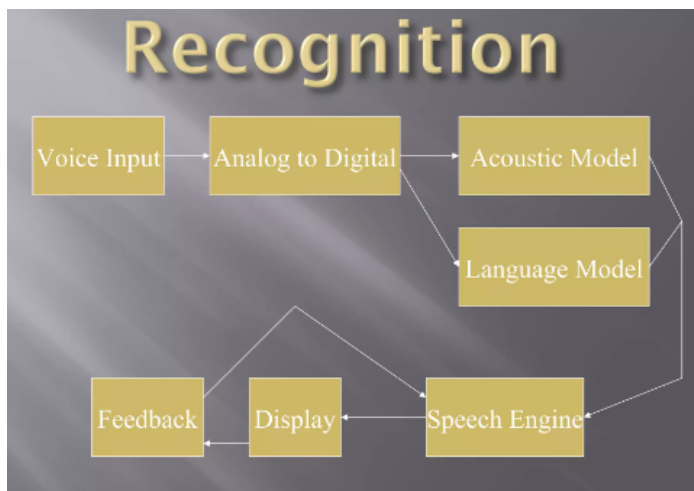 Recognition
Voice Input
Analog to Digital
Acoustic Model
Language Model
Feedback
Display
Speech Engine